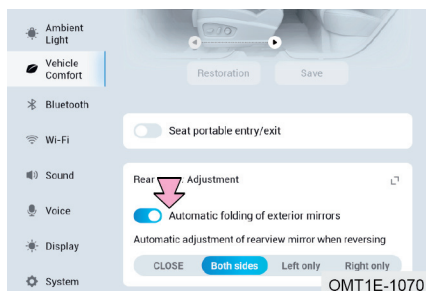 Ambient
Light
Vehicle
Comfort
Bluetooth
Wi-Fi
Sound
Voice
Display
System
Restoration
Save
Seat portable entry/exit
Rear Adjustment
Automatic folding of exterior mirrors
Automatic adjustment of rearview mirror when reversing
CLOSE Both sides Left only Right only
OMT1E-1070